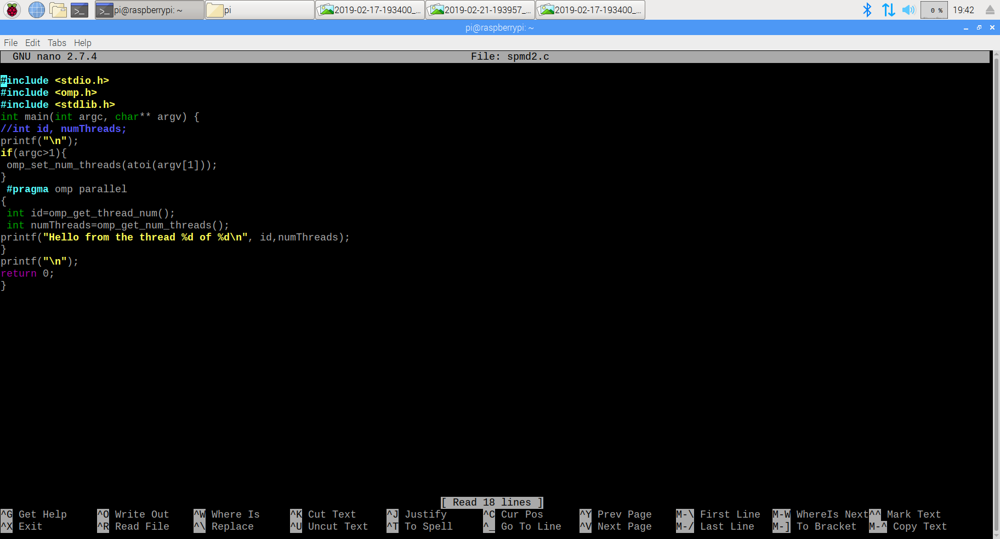 pi@raspberrypi: ~ pi 2019-02-17-193400_... 2019-02-21-193957_... 2019-02-17-193400_... 0 % 19:42
pi@raspberrypi: ~
File Edit Tabs Help
GNU nano 2.7.4 File: spmd2.c
#include <stdio.h>
#include <omp.h>
#include <stdlib.h>
int main(int argc, char** argv) {
//int id, numThreads;
printf("\n");
if(argc>1){
 omp_set_num_threads(atoi(argv[1]));
}
 #pragma omp parallel
{
 int id=omp_get_thread_num();
 int numThreads=omp_get_num_threads();
printf("Hello from the thread %d of %d\n", id,numThreads);
}
printf("\n");
return 0;
}
[ Read 18 lines ]
^G Get Help ^O Write Out ^W Where Is ^K Cut Text ^J Justify ^C Cur Pos ^Y Prev Page M-\ First Line M-W WhereIs Next ^^ Mark Text
^X Exit ^R Read File ^\ Replace ^U Uncut Text ^T To Spell ^_ Go To Line ^V Next Page M-/ Last Line M-] To Bracket M-^ Copy Text